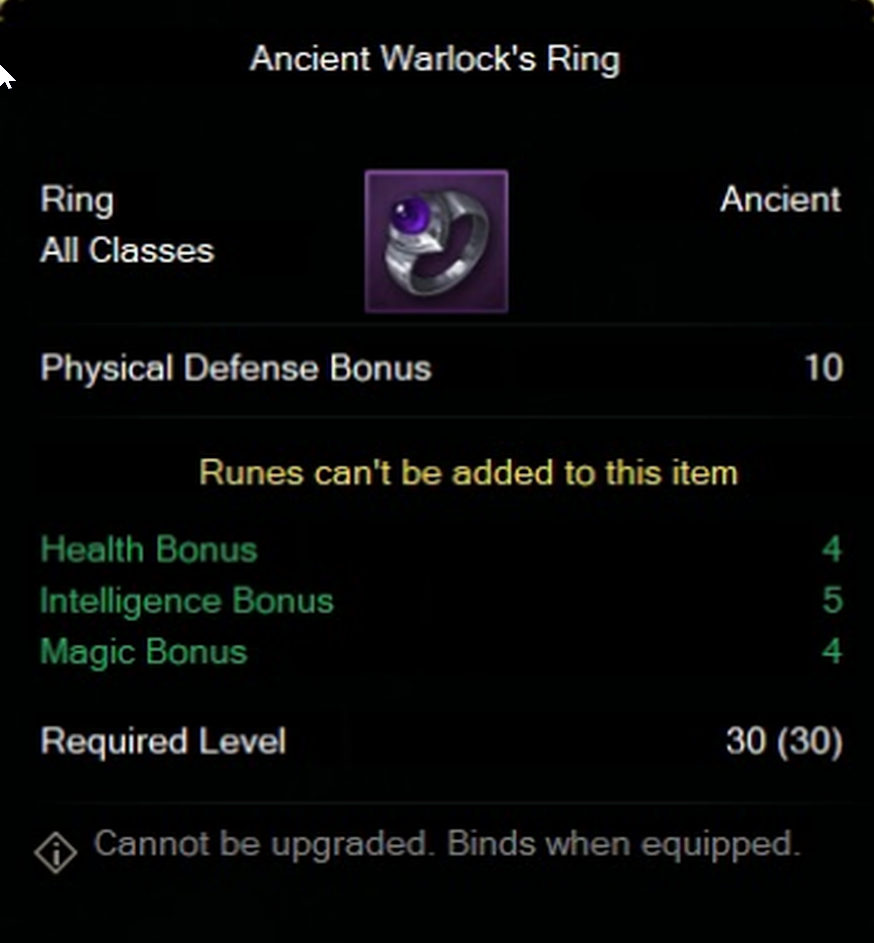 Ancient Warlock's Ring
Ring
Ancient
All Classes
Physical Defense Bonus 10
Runes can't be added to this item
Health Bonus 4
Intelligence Bonus 5
Magic Bonus 4
Required Level 30 (30)
Cannot be upgraded. Binds when equipped.